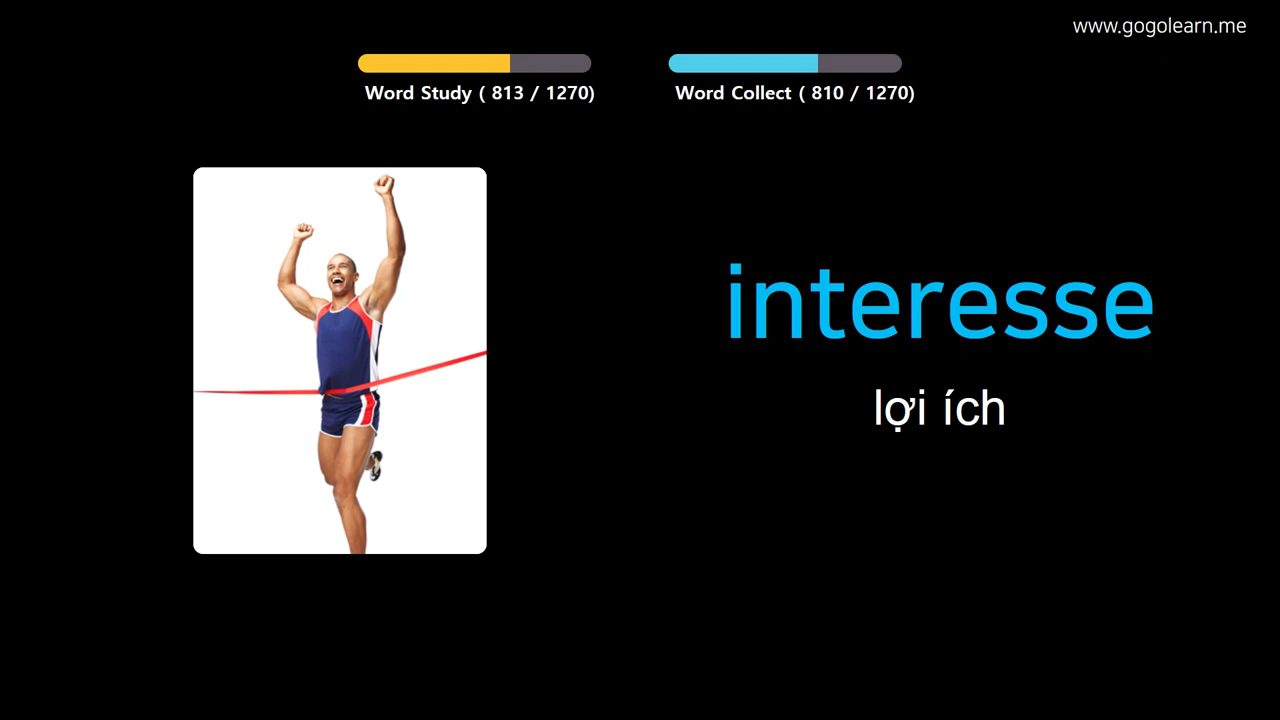 www.gogolearn.me
Word Study ( 813 / 1270)
Word Collect ( 810 / 1270)
interesse
lợi ích